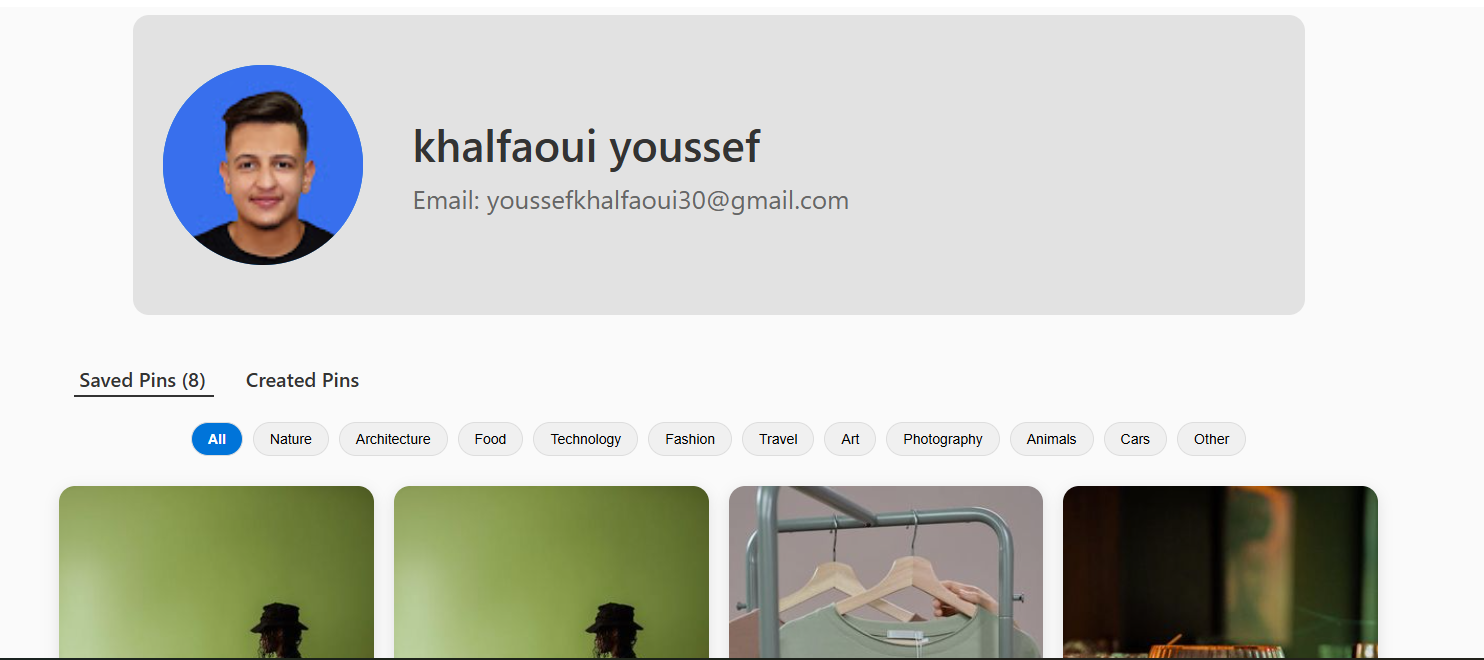 khalfaoui youssef
Email: youssefkhalfaoui30@gmail.com
Saved Pins (8) Created Pins
All Nature Architecture Food Technology Fashion Travel Art Photography Animals Cars Other